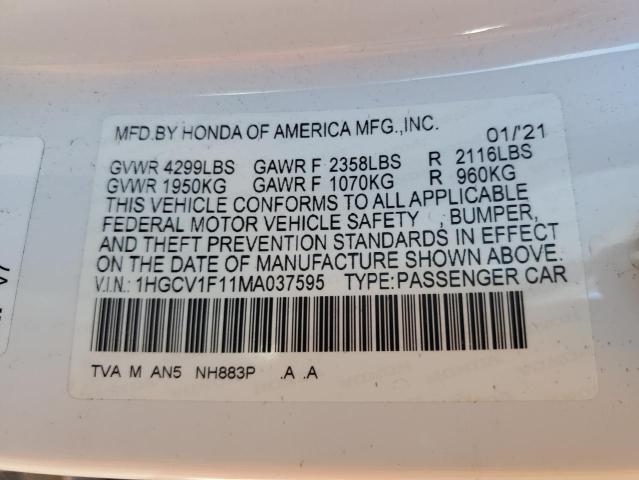 MFD.BY HONDA OF AMERICA MFG.,INC. 01/'21
GVWR 4299LBS GAWR F 2358LBS R 2116LBS
GVWR 1950KG GAWR F 1070KG R 960KG
THIS VEHICLE CONFORMS TO ALL APPLICABLE
FEDERAL MOTOR VEHICLE SAFETY , BUMPER,
AND THEFT PREVENTION STANDARDS IN EFFECT
ON THE DATE OF MANUFACTURE SHOWN ABOVE.
V.I.N.: 1HGCV1F11MA037595 TYPE:PASSENGER CAR
TVA M AN5 NH883P .A .A